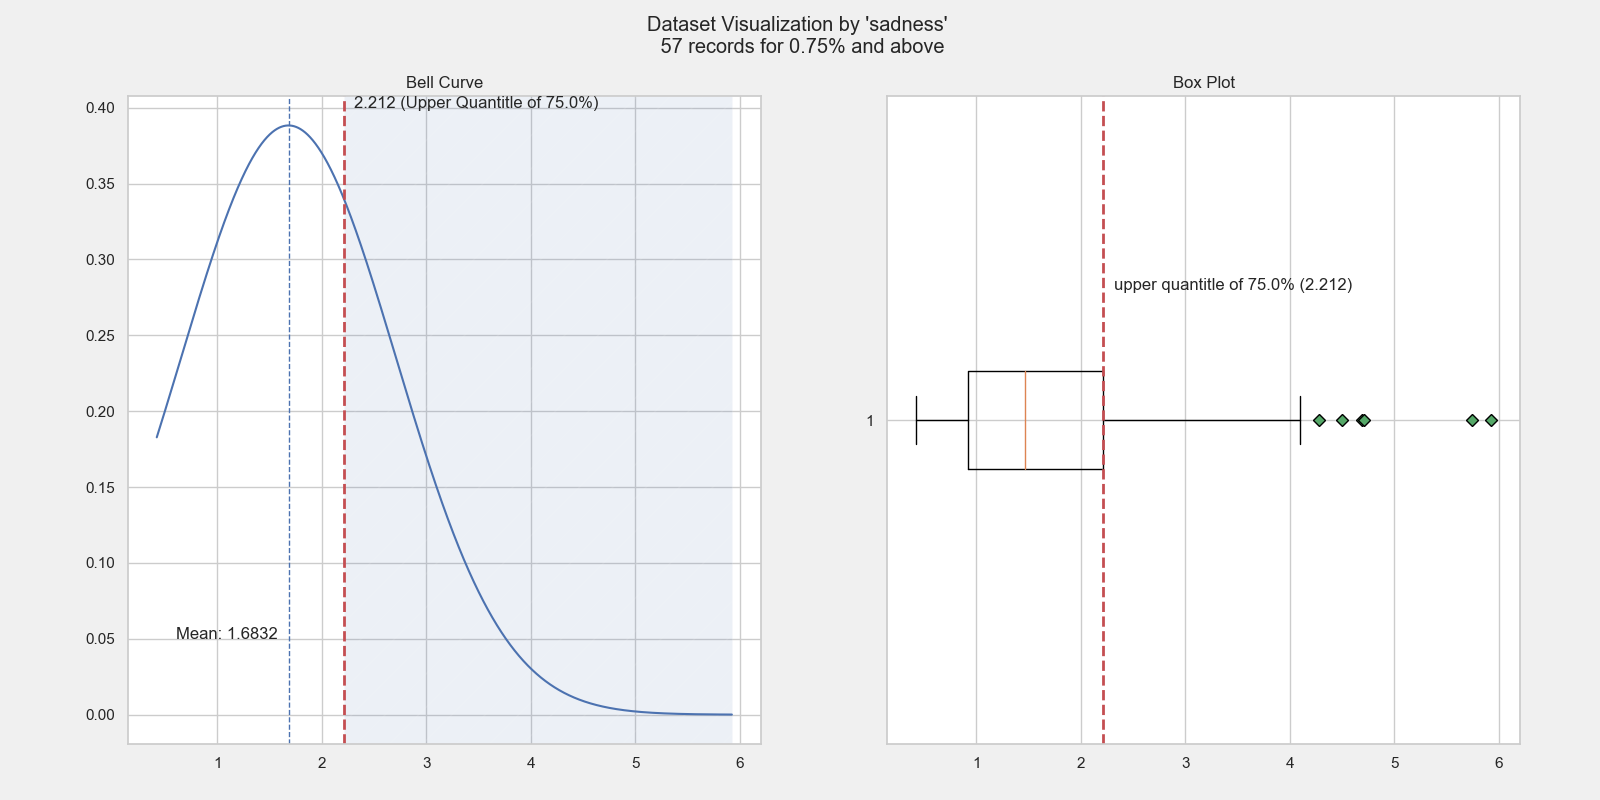 Dataset Visualization by 'sadness'
57 records for 0.75% and above
Bell Curve
2.212 (Upper Quantitle of 75.0%)
0.40
0.35
0.30
0.25
0.20
0.15
0.10
0.05
0.00
Mean: 1.6832
1 2 3 4 5 6
Box Plot
upper quantitle of 75.0% (2.212)
1
1 2 3 4 5 6